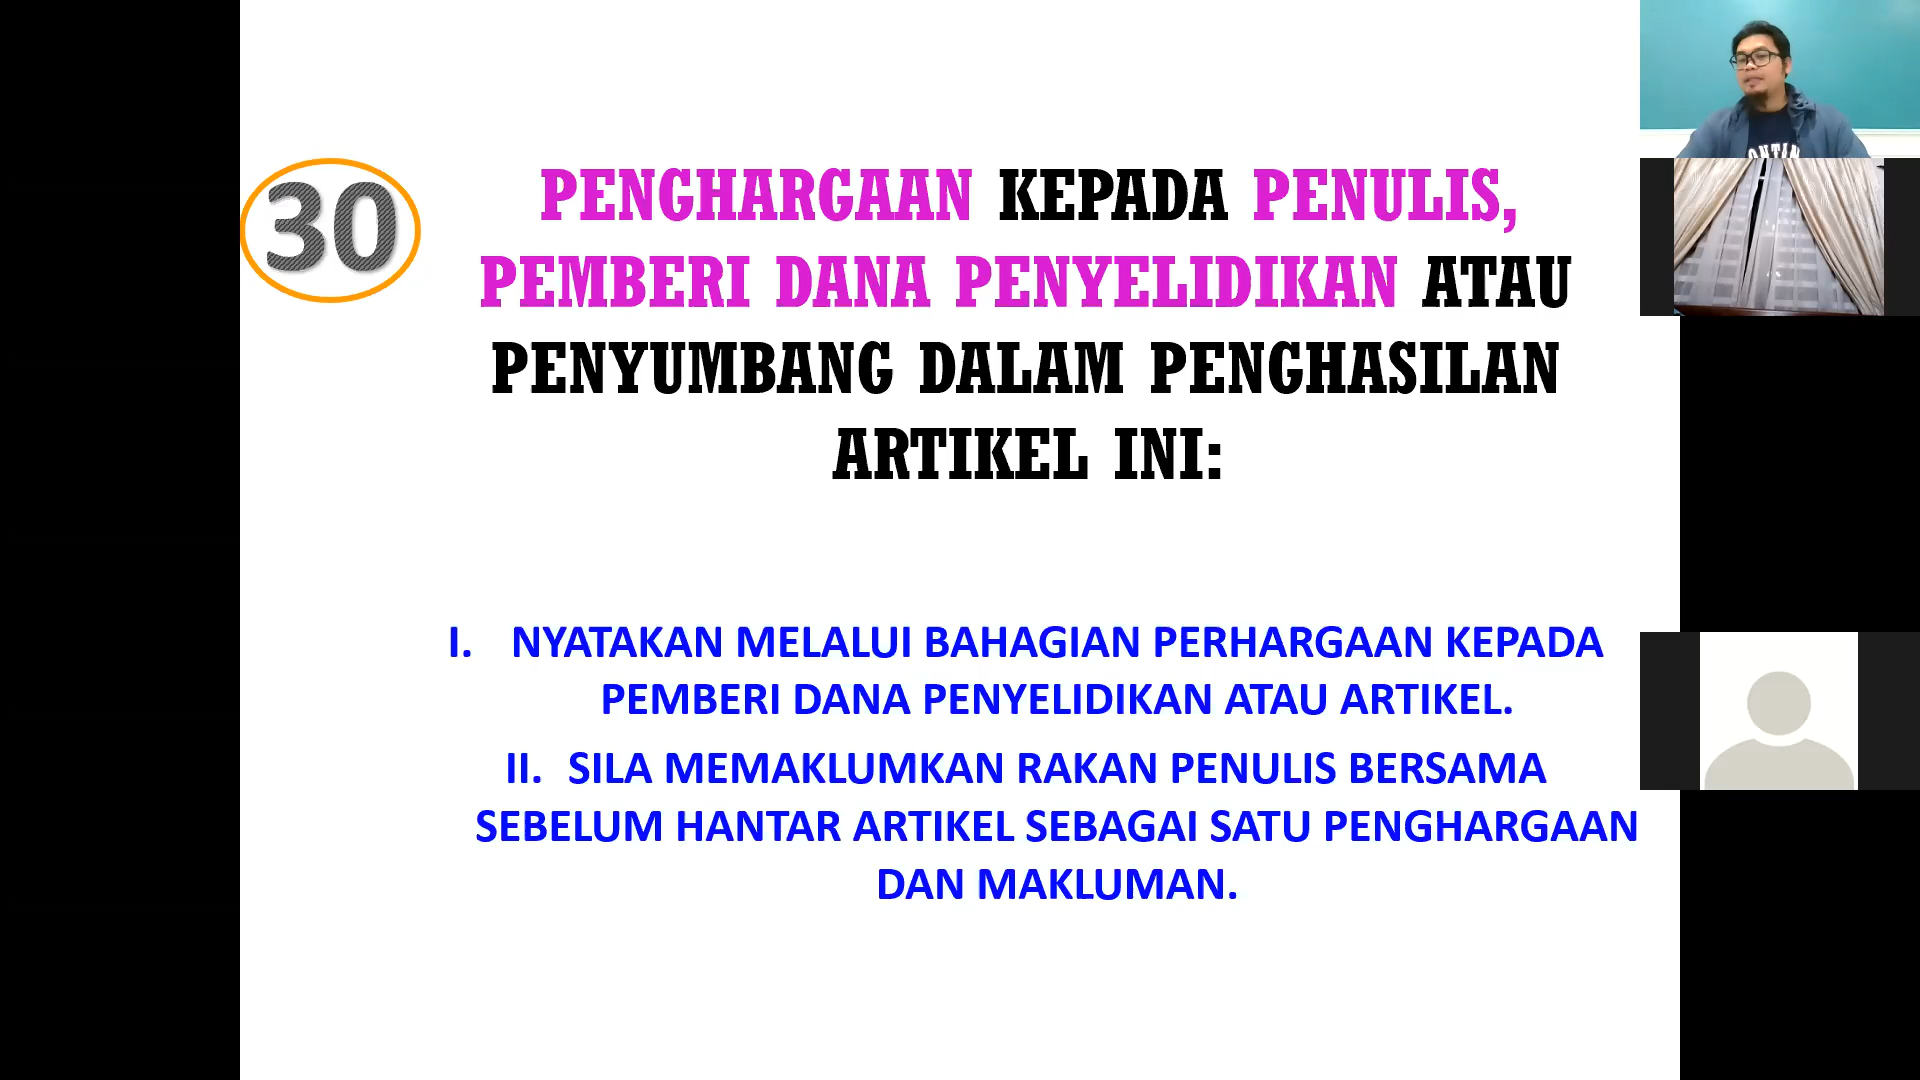 30
PENGHARGAAN KEPADA PENULIS,
PEMBERI DANA PENYELIDIKAN ATAU
PENYUMBANG DALAM PENGHASILAN
ARTIKEL INI:
I. NYATAKAN MELALUI BAHAGIAN PERHARGAAN KEPADA
PEMBERI DANA PENYELIDIKAN ATAU ARTIKEL.
II. SILA MEMAKLUMKAN RAKAN PENULIS BERSAMA
SEBELUM HANTAR ARTIKEL SEBAGAI SATU PENGHARGAAN
DAN MAKLUMAN.